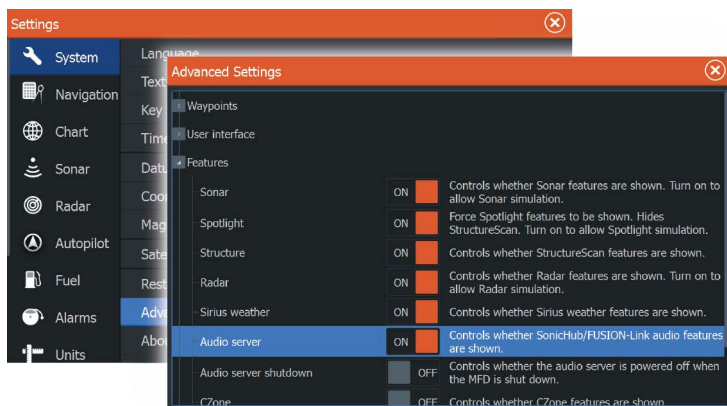 Settings
System
Navigation
Chart
Sonar
Radar
Autopilot
Fuel
Alarms
Units
Language
Text
Key
Time
Magn
Sate
Rest
Adva
Abou
Advanced Settings
Waypoints
User interface
Features
Sonar ON Controls whether Sonar features are shown. Turn on to
allow Sonar simulation.
Spotlight ON Force Spotlight features to be shown. Hides
StructureScan. Turn on to allow Spotlight simulation.
Structure ON Controls whether StructureScan features are shown.
Radar ON Controls whether Radar features are shown. Turn on to
allow Radar simulation.
Sirius weather ON Controls whether Sirius weather features are shown.
Audio server ON Controls whether SonicHub/FUSION-Link audio features
are shown.
Audio server shutdown OFF Controls whether the audio server is powered off when
the MFD is shut down.
CZone OFF Controls whether CZone features are shown